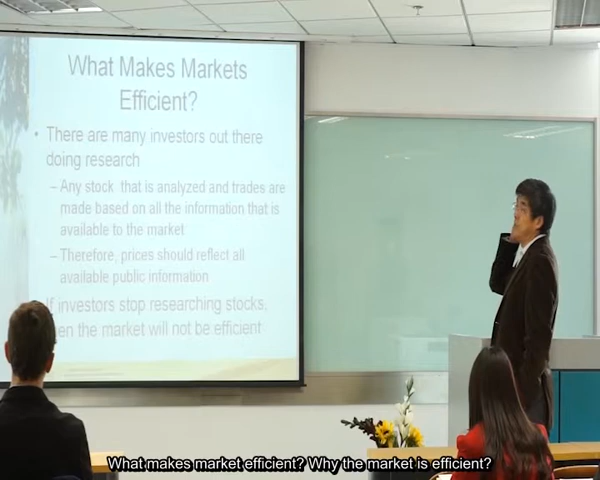 What Makes Markets
Efficient?
• There are many investors out there
doing research
– Any stock that is analyzed and trades are
made based on all the information that is
available to the market
– Therefore, prices should reflect all
available public information
If investors stop researching stocks,
then the market will not be efficient
What makes market efficient? Why the market is efficient?